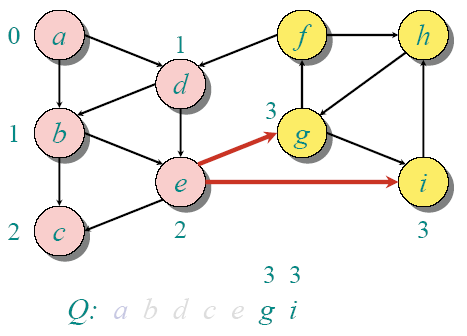 0 a f h
1
d
3
1 b g
e i
2 c 2 3
3 3
Q: a b d c e g i